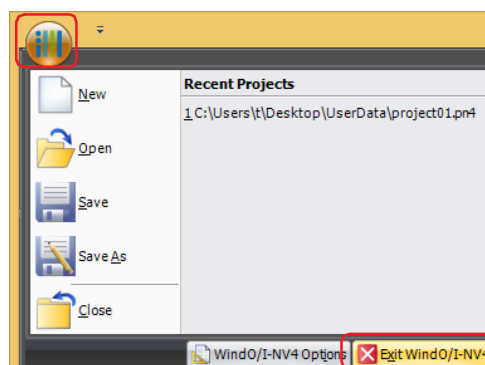 New
Recent Projects
1 C:\Users\t\Desktop\UserData\project01.pn4
Open
Save
Save As
Close
WindO/I-NV4 Options
Exit WindO/I-NV4